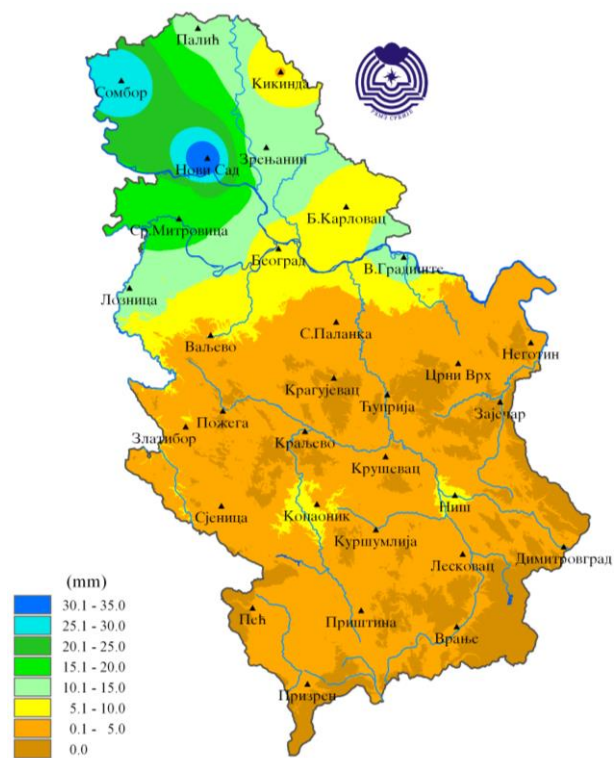 Палић
Сомбор
Кикинда
РХМЗ СРБИЈЕ
Нови Сад
Зрењанин
Ср.Митровица
Б.Карловац
Београд
В.Градиште
Лозница
Ваљево
С.Паланка
Неготин
Црни Врх
Крагујевац
Ћуприја
Зајечар
Пожега
Златибор
Краљево
Крушевац
Сјеница
Копаоник
Ниш
Куршумлија
Лесковац
Димитровград
Пећ
Приштина
Врање
Призрен
(mm)
30.1 - 35.0
25.1 - 30.0
20.1 - 25.0
15.1 - 20.0
10.1 - 15.0
5.1 - 10.0
0.1 - 5.0
0.0